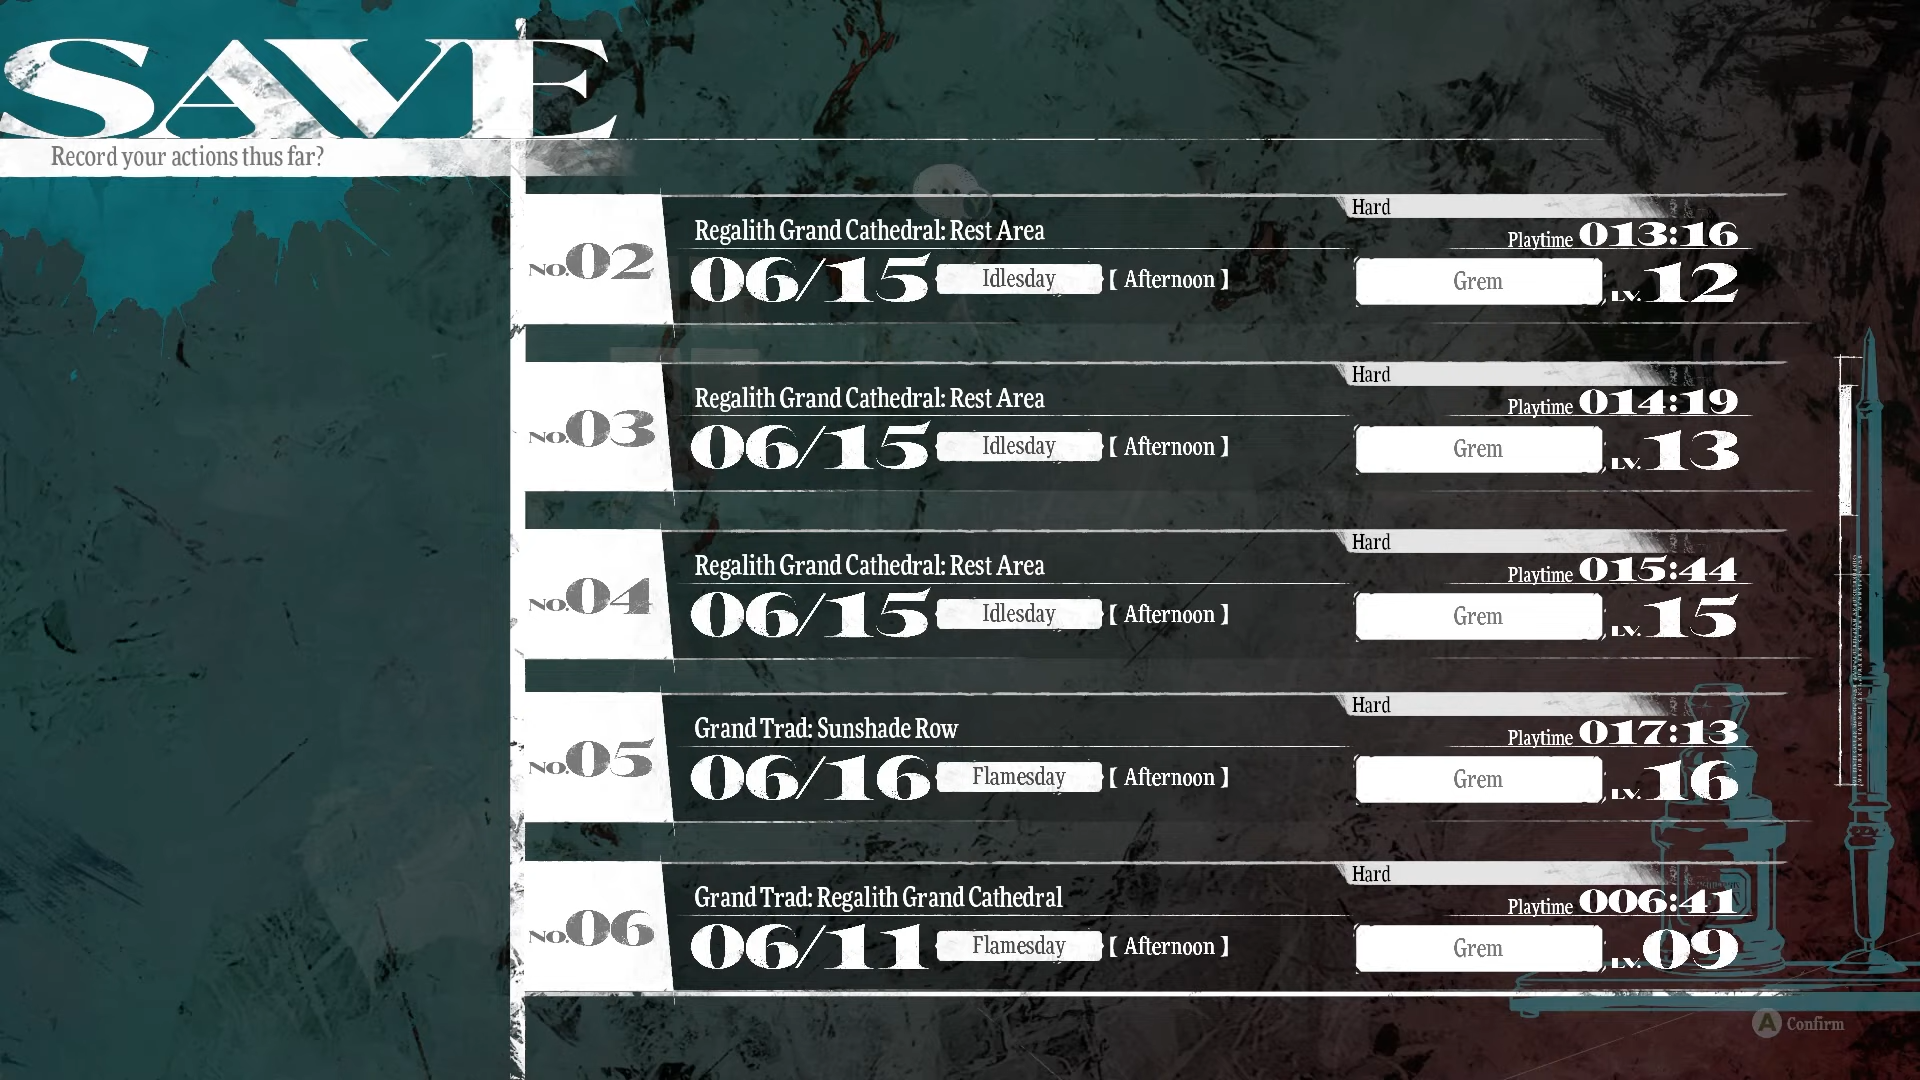 SAVE
Record your actions thus far?
NO.02
Regalith Grand Cathedral: Rest Area
06/15 Idlesday 【 Afternoon 】
Hard
Playtime 013:16
Grem LV.12
NO.03
Regalith Grand Cathedral: Rest Area
06/15 Idlesday 【 Afternoon 】
Hard
Playtime 014:19
Grem LV.13
NO.04
Regalith Grand Cathedral: Rest Area
06/15 Idlesday 【 Afternoon 】
Hard
Playtime 015:44
Grem LV.15
NO.05
Grand Trad: Sunshade Row
06/16 Flamesday 【 Afternoon 】
Hard
Playtime 017:13
Grem LV.16
NO.06
Grand Trad: Regalith Grand Cathedral
06/11 Flamesday 【 Afternoon 】
Hard
Playtime 006:41
Grem LV.09
A Confirm